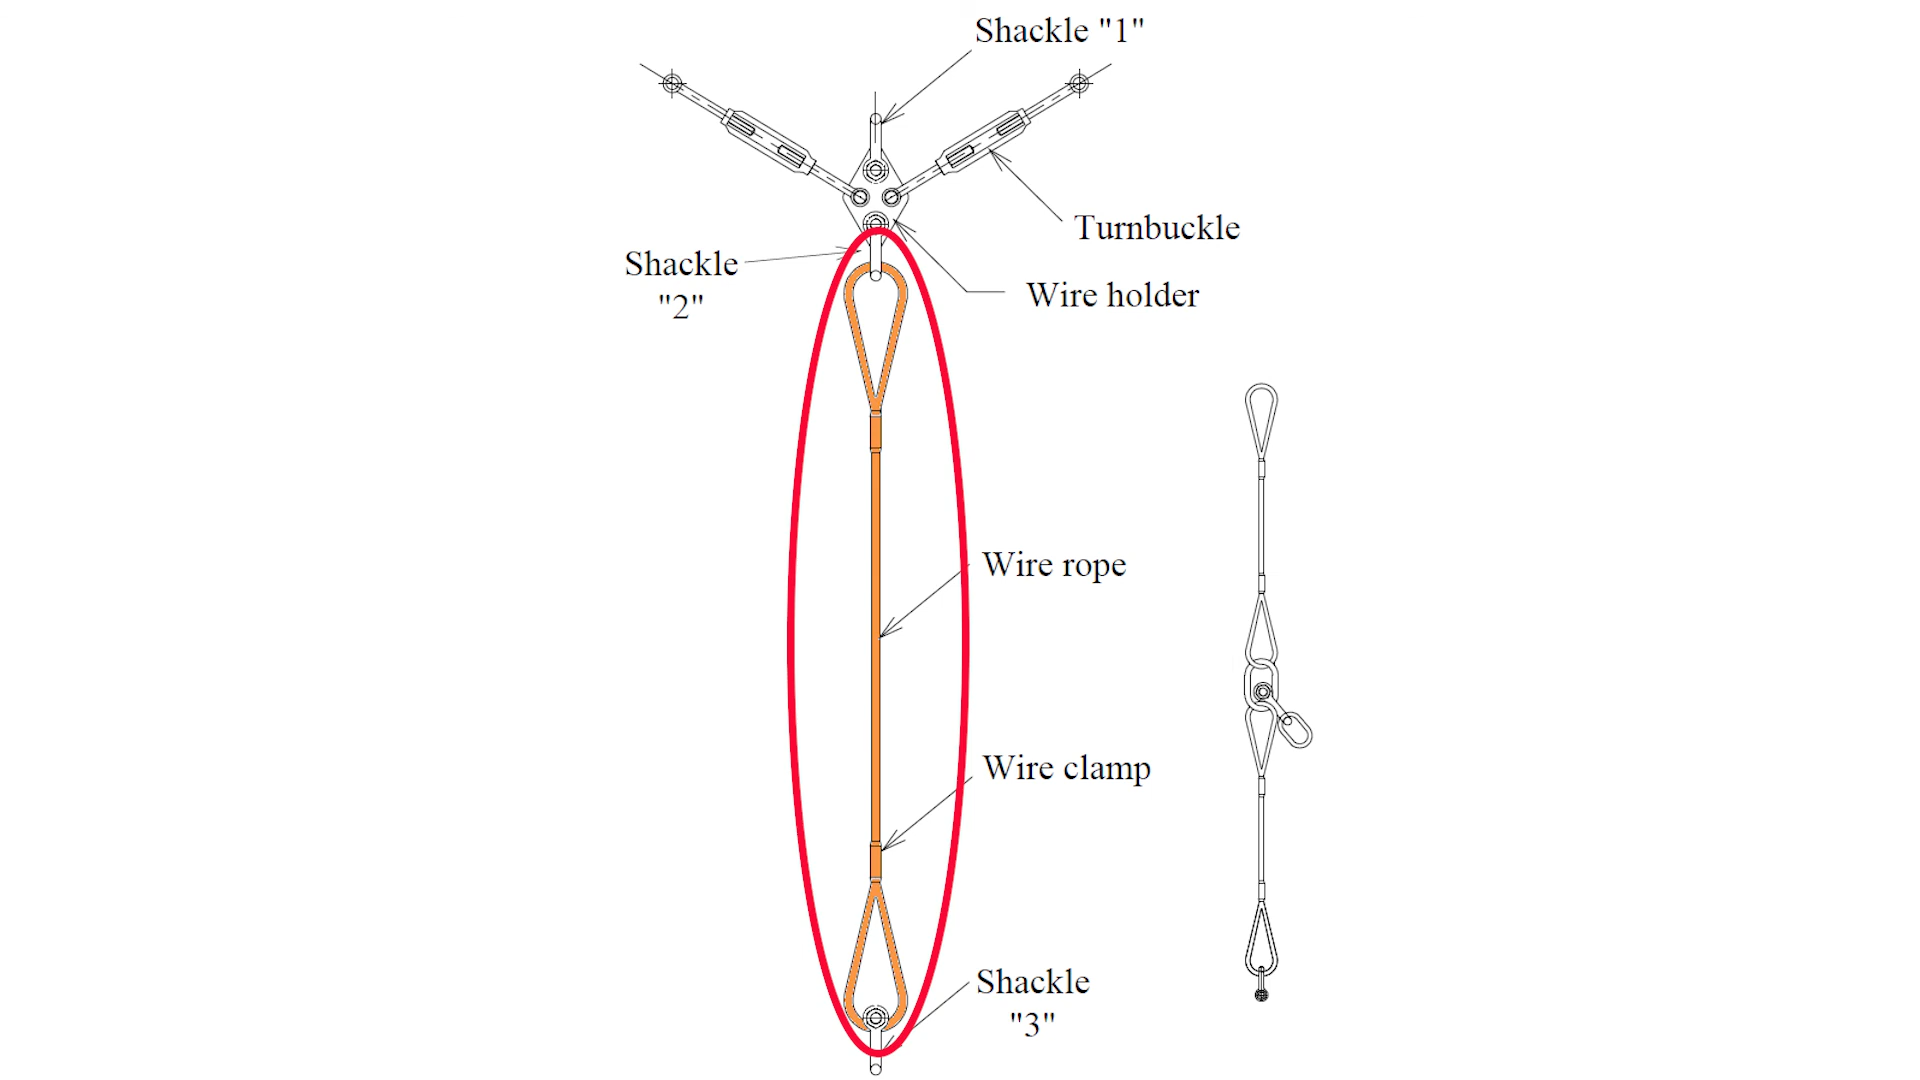 Shackle "1"
Turnbuckle
Shackle
"2"
Wire holder
Wire rope
Wire clamp
Shackle
"3"